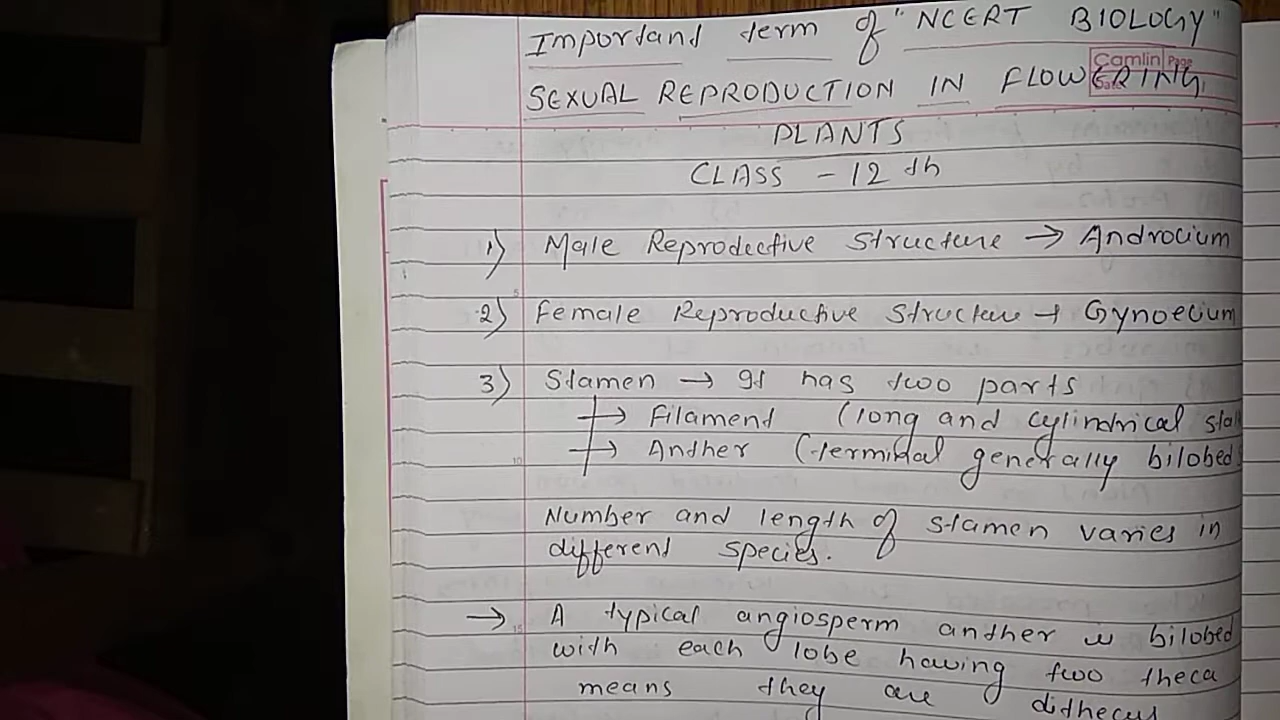 Important term of "NCERT BIOLOGY"
Camlin Page
SEXUAL REPRODUCTION IN FLOWERING
PLANTS
CLASS - 12 th
1) Male Reproductive Structure → Androcium
2) Female Reproductive Structure → Gynoecium
3) Stamen → It has two parts
→ Filament (long and cylindrical
→ Anther (terminal generally bilobed
Number and length of stamen varies in
different species.
→ A typical angiosperm anther is bilobed
with each lobe having two theca
means they are dithecus